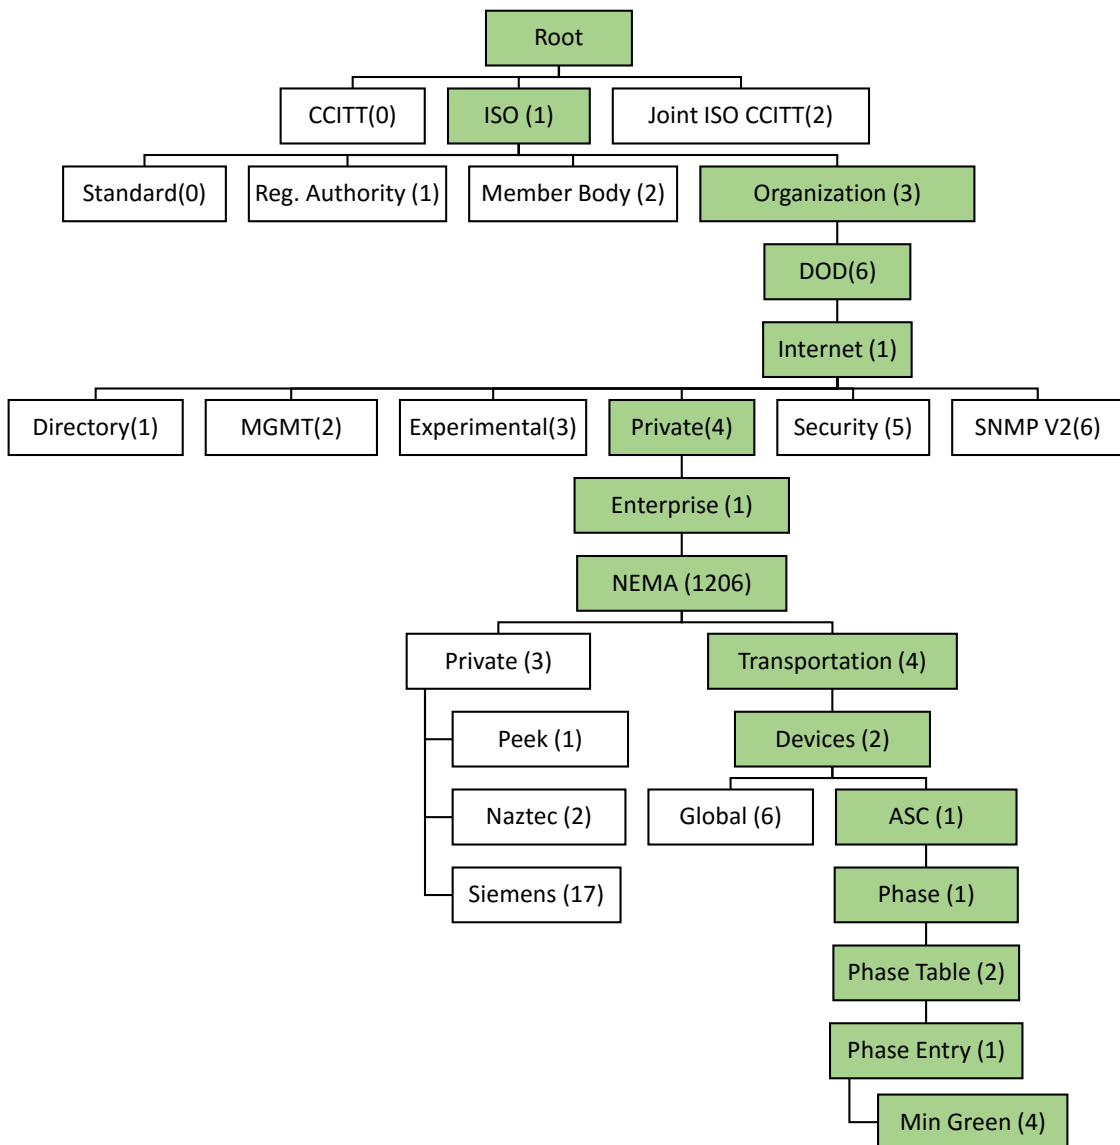 Root
CCITT(0)
ISO (1)
Joint ISO CCITT(2)
Standard(0)
Reg. Authority (1)
Member Body (2)
Organization (3)
DOD(6)
Internet (1)
Directory(1)
MGMT(2)
Experimental(3)
Private(4)
Security (5)
SNMP V2(6)
Enterprise (1)
NEMA (1206)
Private (3)
Transportation (4)
Peek (1)
Devices (2)
Naztec (2)
Global (6)
ASC (1)
Siemens (17)
Phase (1)
Phase Table (2)
Phase Entry (1)
Min Green (4)